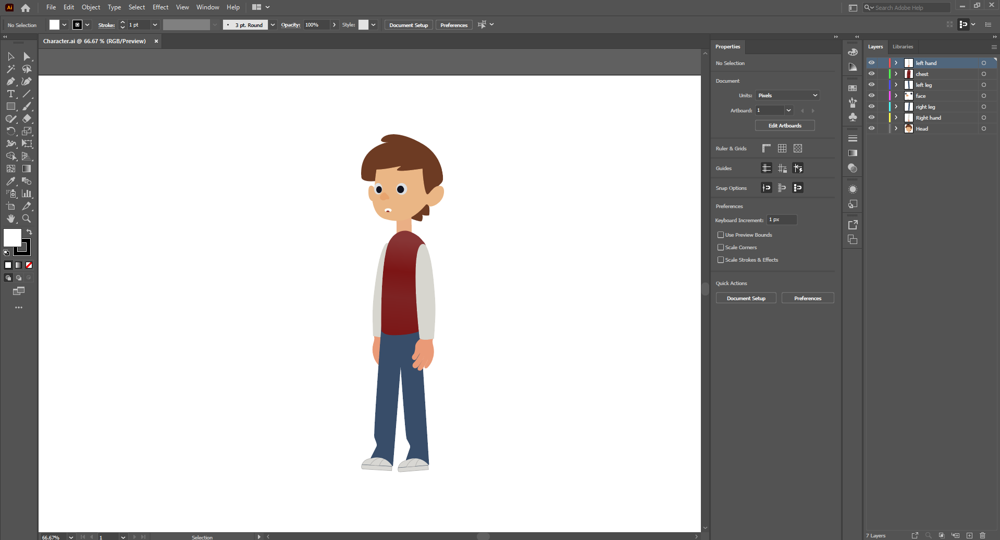 Ai File Edit Object Type Select Effect View Window Help Search Adobe Help
No Selection Stroke: 1 pt 3 pt. Round Opacity: 100% Style: Document Setup Preferences
Character.ai @ 66.67 % (RGB/Preview) ×
Properties
No Selection
Document
Units: Pixels
Artboard: 1
Edit Artboards
Ruler & Grids
Guides
Snap Options
Preferences
Keyboard Increment: 1 px
Use Preview Bounds
Scale Corners
Scale Strokes & Effects
Quick Actions
Document Setup Preferences
Layers Libraries
left hand
chest
left leg
face
right leg
Right hand
Head
66.67% 1 Selection
7 Layers